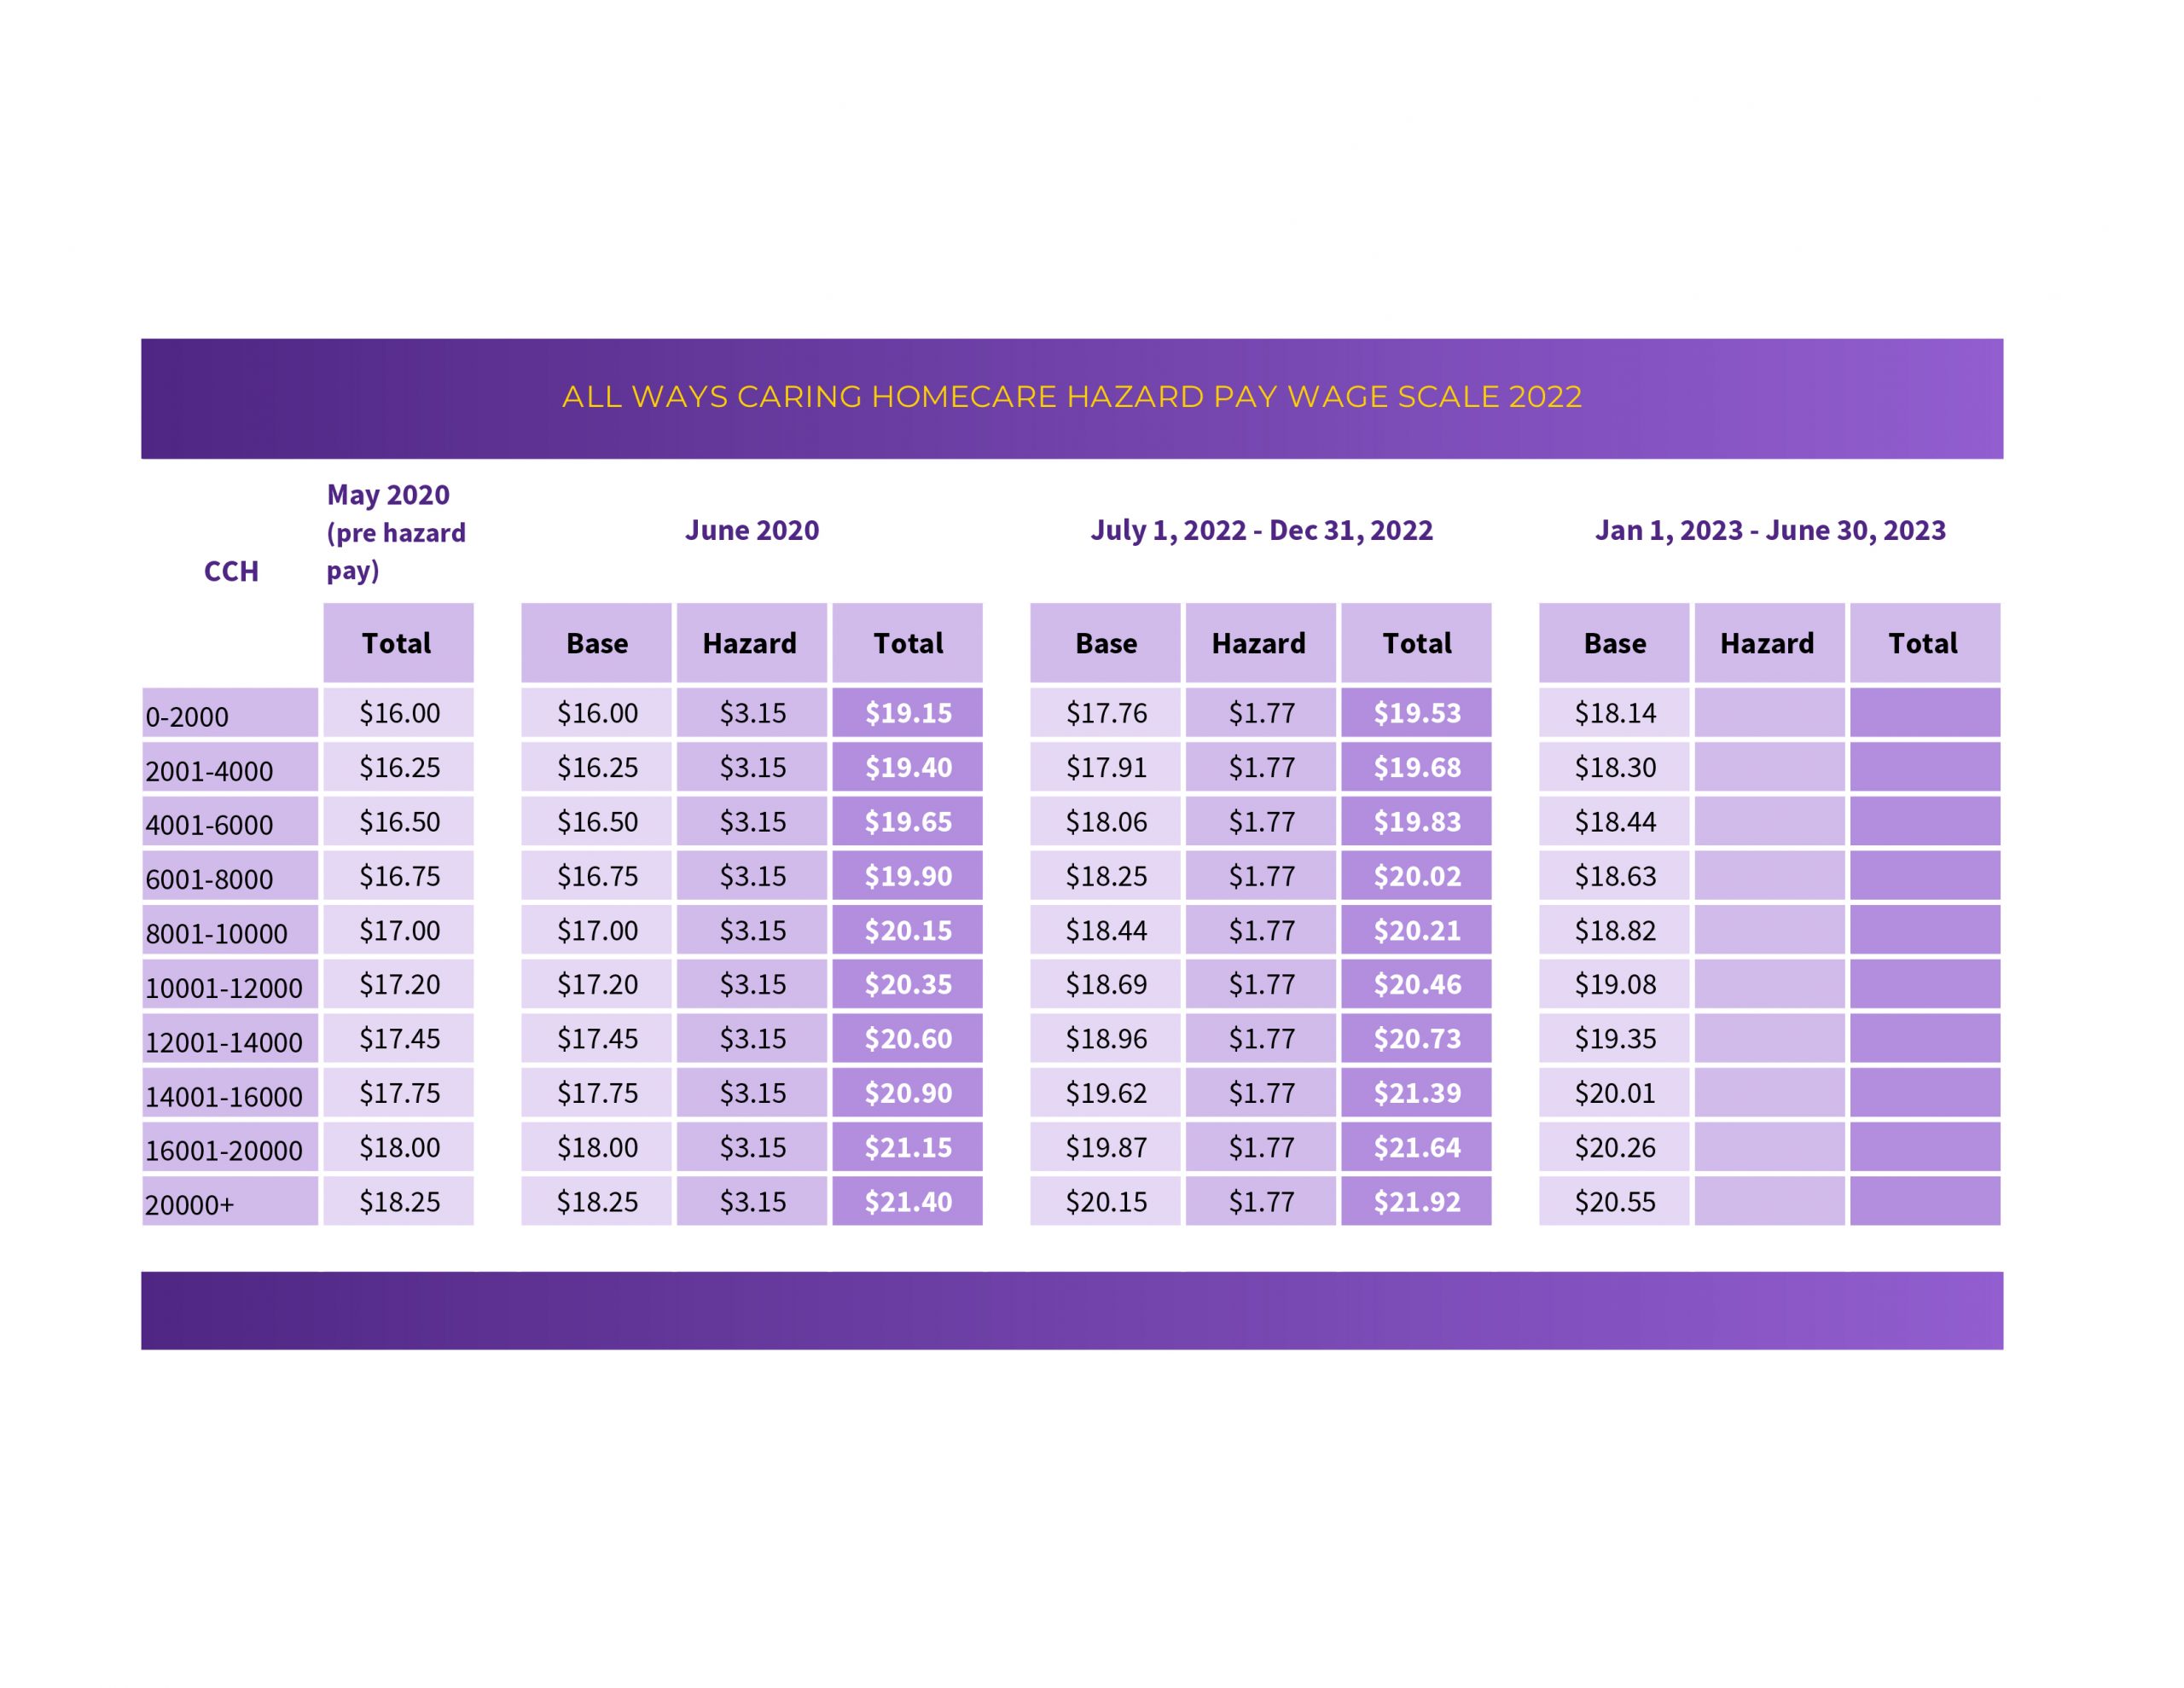 ALL WAYS CARING HOMECARE HAZARD PAY WAGE SCALE 2022
CCH
May 2020
(pre hazard
pay)
June 2020
July 1, 2022 - Dec 31, 2022
Jan 1, 2023 - June 30, 2023
Total Base Hazard Total Base Hazard Total Base Hazard Total
0-2000 $16.00 $16.00 $3.15 $19.15 $17.76 $1.77 $19.53 $18.14
2001-4000 $16.25 $16.25 $3.15 $19.40 $17.91 $1.77 $19.68 $18.30
4001-6000 $16.50 $16.50 $3.15 $19.65 $18.06 $1.77 $19.83 $18.44
6001-8000 $16.75 $16.75 $3.15 $19.90 $18.25 $1.77 $20.02 $18.63
8001-10000 $17.00 $17.00 $3.15 $20.15 $18.44 $1.77 $20.21 $18.82
10001-12000 $17.20 $17.20 $3.15 $20.35 $18.69 $1.77 $20.46 $19.08
12001-14000 $17.45 $17.45 $3.15 $20.60 $18.96 $1.77 $20.73 $19.35
14001-16000 $17.75 $17.75 $3.15 $20.90 $19.62 $1.77 $21.39 $20.01
16001-20000 $18.00 $18.00 $3.15 $21.15 $19.87 $1.77 $21.64 $20.26
20000+ $18.25 $18.25 $3.15 $21.40 $20.15 $1.77 $21.92 $20.55